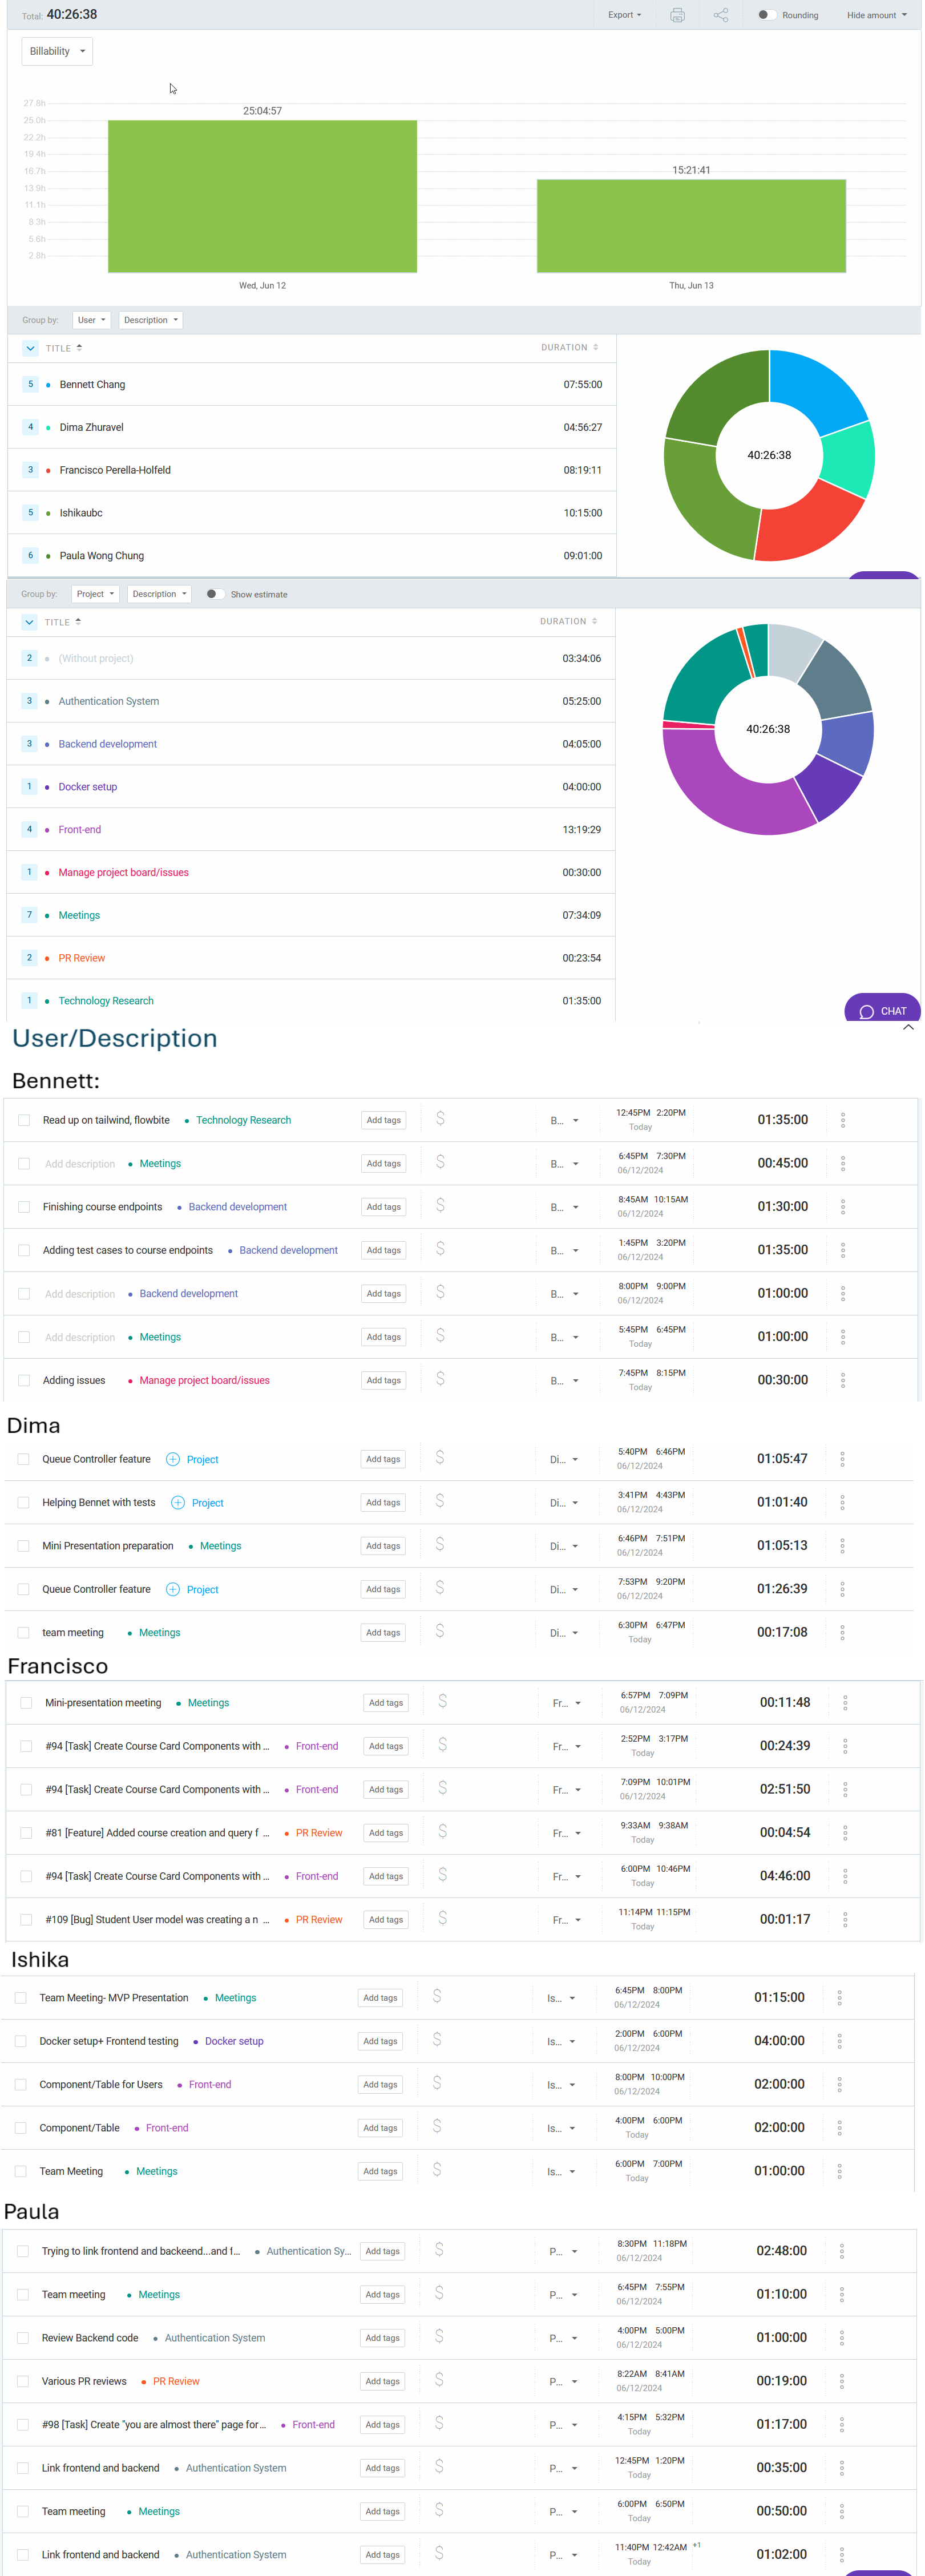 Total: 40:26:38 Export Rounding Hide amount
Billability
27.8h
25.0h
22.2h
19.4h
16.7h
13.9h
11.1h
8.3h
5.6h
2.8h
25:04:57
15:21:41
Wed, Jun 12
Thu, Jun 13
Group by: User Description
TITLE DURATION
5 Bennett Chang 07:55:00
4 Dima Zhuravel 04:56:27
3 Francisco Perella-Holfeld 08:19:11
5 Ishikaubc 10:15:00
6 Paula Wong Chung 09:01:00
40:26:38
Group by: Project Description Show estimate
TITLE DURATION
2 (Without project) 03:34:06
3 Authentication System 05:25:00
3 Backend development 04:05:00
1 Docker setup 04:00:00
4 Front-end 13:19:29
1 Manage project board/issues 00:30:00
7 Meetings 07:34:09
2 PR Review 00:23:54
1 Technology Research 01:35:00
40:26:38
CHAT
User/Description
Bennett:
Read up on tailwind, flowbite Technology Research Add tags $ B... 12:45PM 2:20PM 01:35:00
Today
Add description Meetings Add tags $ B... 6:45PM 7:30PM 00:45:00
06/12/2024
Finishing course endpoints Backend development Add tags $ B... 8:45AM 10:15AM 01:30:00
06/12/2024
Adding test cases to course endpoints Backend development Add tags $ B... 1:45PM 3:20PM 01:35:00
06/12/2024
Add description Backend development Add tags $ B... 8:00PM 9:00PM 01:00:00
06/12/2024
Add description Meetings Add tags $ B... 5:45PM 6:45PM 01:00:00
Today
Adding issues Manage project board/issues Add tags $ B... 7:45PM 8:15PM 00:30:00
Today
Dima
Queue Controller feature Project Add tags $ Di... 5:40PM 6:46PM 01:05:47
06/12/2024
Helping Bennet with tests Project Add tags $ Di... 3:41PM 4:43PM 01:01:40
06/12/2024
Mini Presentation preparation Meetings Add tags $ Di... 6:46PM 7:51PM 01:05:13
06/12/2024
Queue Controller feature Project Add tags $ Di... 7:53PM 9:20PM 01:26:39
06/12/2024
team meeting Meetings Add tags $ Di... 6:30PM 6:47PM 00:17:08
Today
Francisco
Mini-presentation meeting Meetings Add tags $ Fr... 6:57PM 7:09PM 00:11:48
06/12/2024
#94 [Task] Create Course Card Components with ... Front-end Add tags $ Fr... 2:52PM 3:17PM 00:24:39
Today
#94 [Task] Create Course Card Components with ... Front-end Add tags $ Fr... 7:09PM 10:01PM 02:51:50
06/12/2024
#81 [Feature] Added course creation and query f ... PR Review Add tags $ Fr... 9:33AM 9:38AM 00:04:54
Today
#94 [Task] Create Course Card Components with ... Front-end Add tags $ Fr... 6:00PM 10:46PM 04:46:00
Today
#109 [Bug] Student User model was creating a n ... PR Review Add tags $ Fr... 11:14PM 11:15PM 00:01:17
Today
Ishika
Team Meeting- MVP Presentation Meetings Add tags $ Is... 6:45PM 8:00PM 01:15:00
06/12/2024
Docker setup+ Frontend testing Docker setup Add tags $ Is... 2:00PM 6:00PM 04:00:00
06/12/2024
Component/Table for Users Front-end Add tags $ Is... 8:00PM 10:00PM 02:00:00
06/12/2024
Component/Table Front-end Add tags $ Is... 4:00PM 6:00PM 02:00:00
Today
Team Meeting Meetings Add tags $ Is... 6:00PM 7:00PM 01:00:00
Today
Paula
Trying to link frontend and backeend...and f... Authentication Sy... Add tags $ P... 8:30PM 11:18PM 02:48:00
06/12/2024
Team meeting Meetings Add tags $ P... 6:45PM 7:55PM 01:10:00
06/12/2024
Review Backend code Authentication System Add tags $ P... 4:00PM 5:00PM 01:00:00
06/12/2024
Various PR reviews PR Review Add tags $ P... 8:22AM 8:41AM 00:19:00
06/12/2024
#98 [Task] Create "you are almost there" page for... Front-end Add tags $ P... 4:15PM 5:32PM 01:17:00
Today
Link frontend and backend Authentication System Add tags $ P... 12:45PM 1:20PM 00:35:00
Today
Team meeting Meetings Add tags $ P... 6:00PM 6:50PM 00:50:00
Today
Link frontend and backend Authentication System Add tags $ P... 11:40PM 12:42AM +1 01:02:00
Today